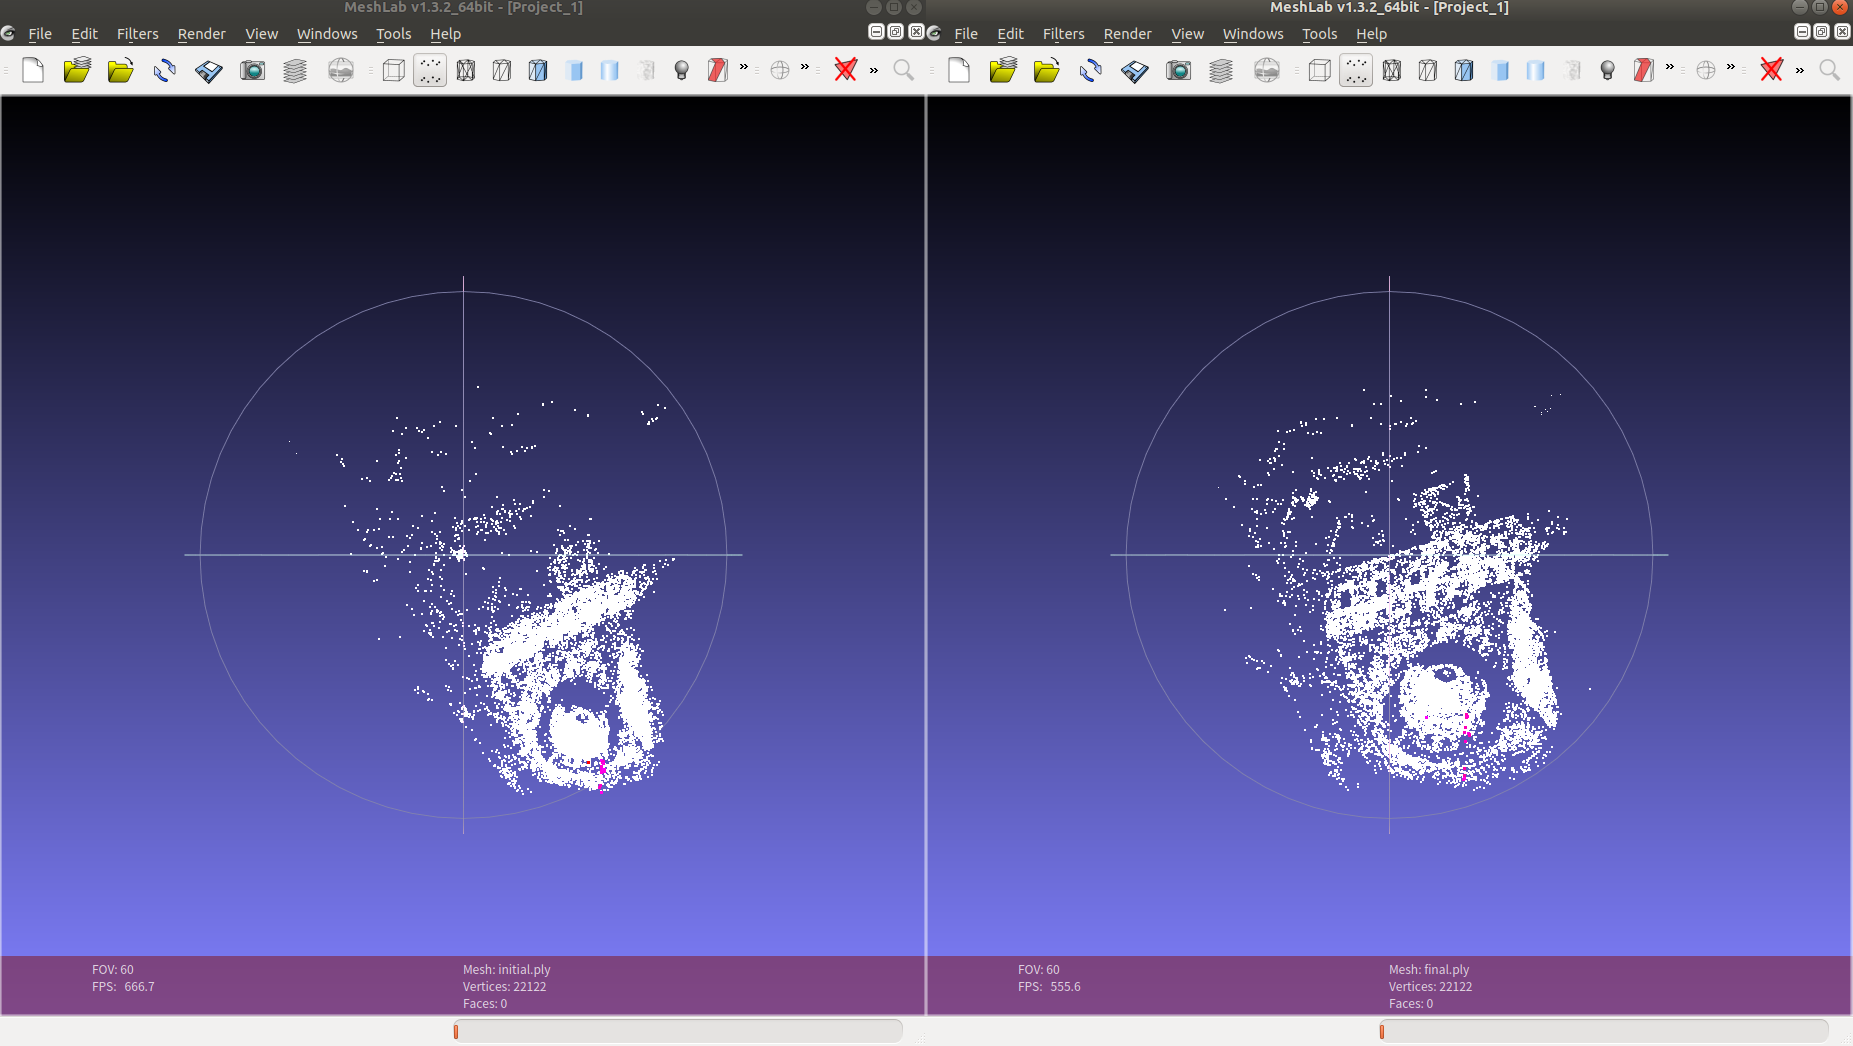 MeshLab v1.3.2_64bit - [Project_1]
File Edit Filters Render View Windows Tools Help
FOV: 60
FPS: 666.7
Mesh: initial.ply
Vertices: 22122
Faces: 0
MeshLab v1.3.2_64bit - [Project_1]
File Edit Filters Render View Windows Tools Help
FOV: 60
FPS: 555.6
Mesh: final.ply
Vertices: 22122
Faces: 0